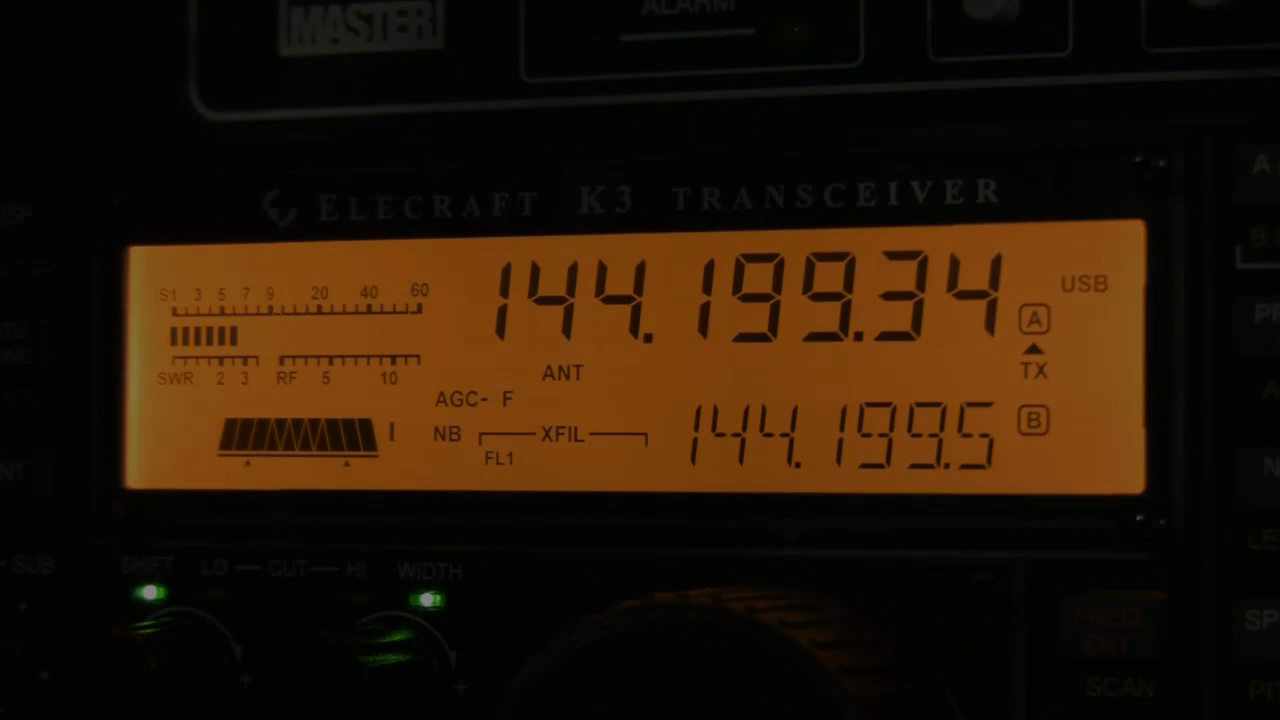 MASTER
ALARM
ELECRAFT K3 TRANSCEIVER
S1 3 5 7 9 20 40 60
144.199.34
USB
A
SWR 2 3 RF 5 10
ANT
TX
AGC- F
NB XFIL
FL1
144.199.5
B
SUB
SHIFT LO CUT HI WIDTH
SCAN